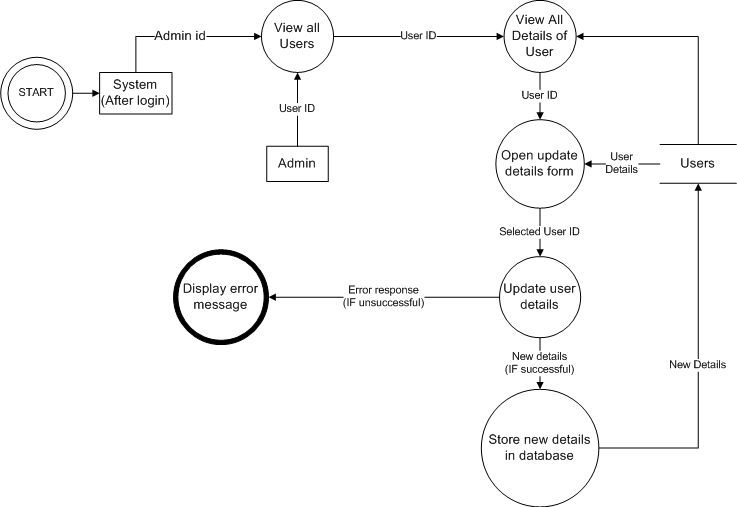 START
System
(After login)
Admin id
View all
Users
User ID
View All
Details of
User
User ID
Admin
User ID
Open update
details form
User
Details
Users
Selected User ID
Display error
message
Error response
(IF unsuccessful)
Update user
details
New details
(IF successful)
New Details
Store new details
in database